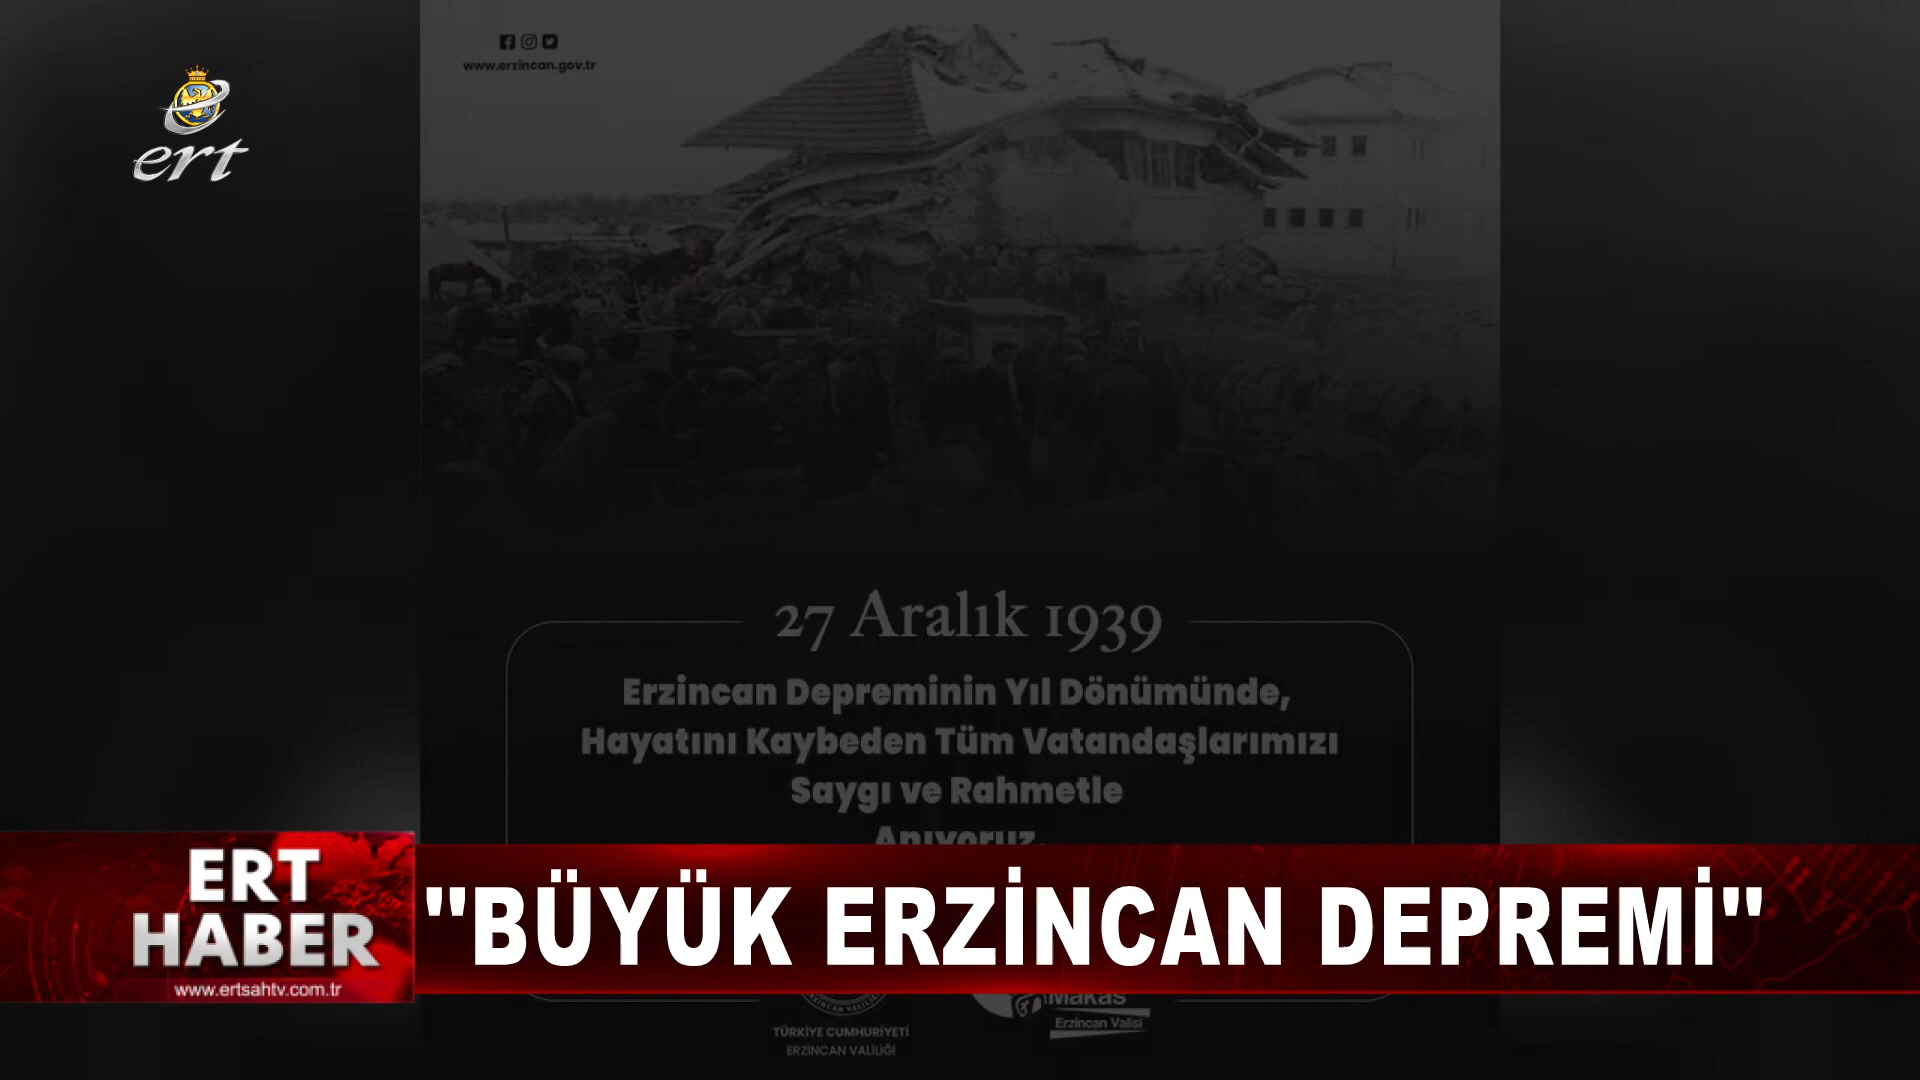 www.erzincan.gov.tr
ert
27 Aralık 1939
Erzincan Depreminin Yıl Dönümünde,
Hayatını Kaybeden Tüm Vatandaşlarımızı
Saygı ve Rahmetle
Anıyoruz.
ERT
HABER
www.ertsahtv.com.tr
"BÜYÜK ERZİNCAN DEPREMİ"
Makas
Erzincan Valisi
TÜRKİYE CUMHURİYETİ
ERZİNCAN VALİLİĞİ